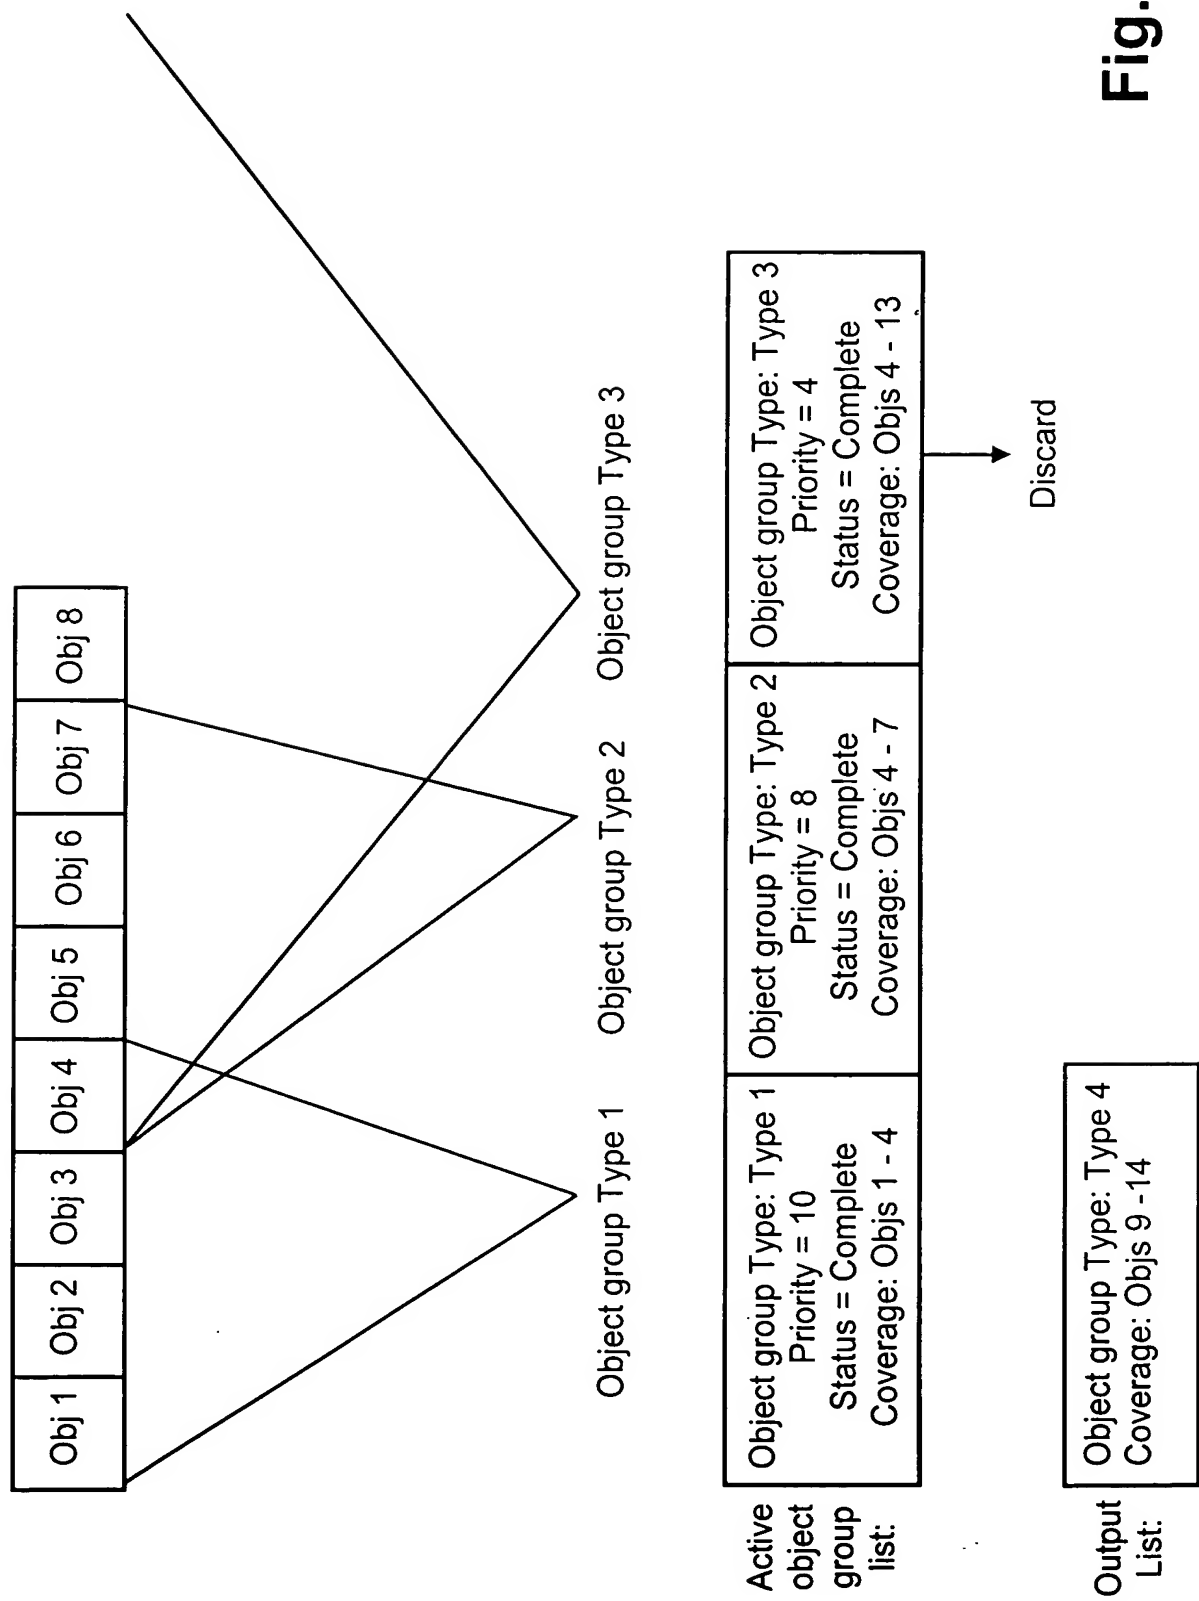 Obj 1
Obj 2
Obj 3
Obj 4
Obj 5
Obj 6
Obj 7
Obj 8
Object group Type 1
Object group Type 2
Object group Type 3
Active
object
group
list:
Object group Type: Type 1
Priority = 10
Status = Complete
Coverage: Objs 1 - 4
Object group Type: Type 2
Priority = 8
Status = Complete
Coverage: Objs 4 - 7
Object group Type: Type 3
Priority = 4
Status = Complete
Coverage: Objs 4 - 13
Discard
Output
List:
Object group Type: Type 4
Coverage: Objs 9 -14
Fig.